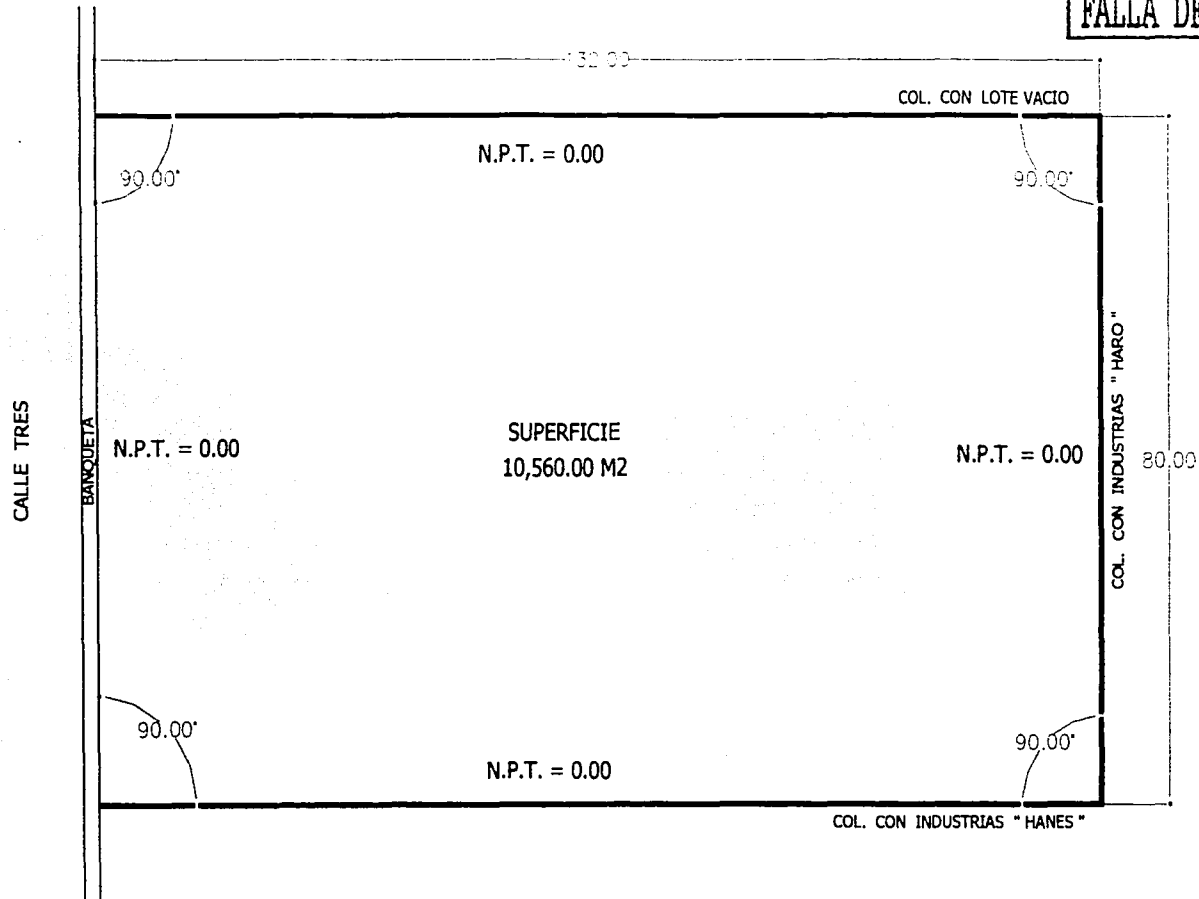 FALLA DE
132.00
COL. CON LOTE VACIO
N.P.T. = 0.00
90.00°
90.00°
CALLE TRES
BANQUETA
N.P.T. = 0.00
SUPERFICIE
10,560.00 M2
N.P.T. = 0.00
COL. CON INDUSTRIAS " HARO "
80.00
90.00°
90.00°
N.P.T. = 0.00
COL. CON INDUSTRIAS " HANES "